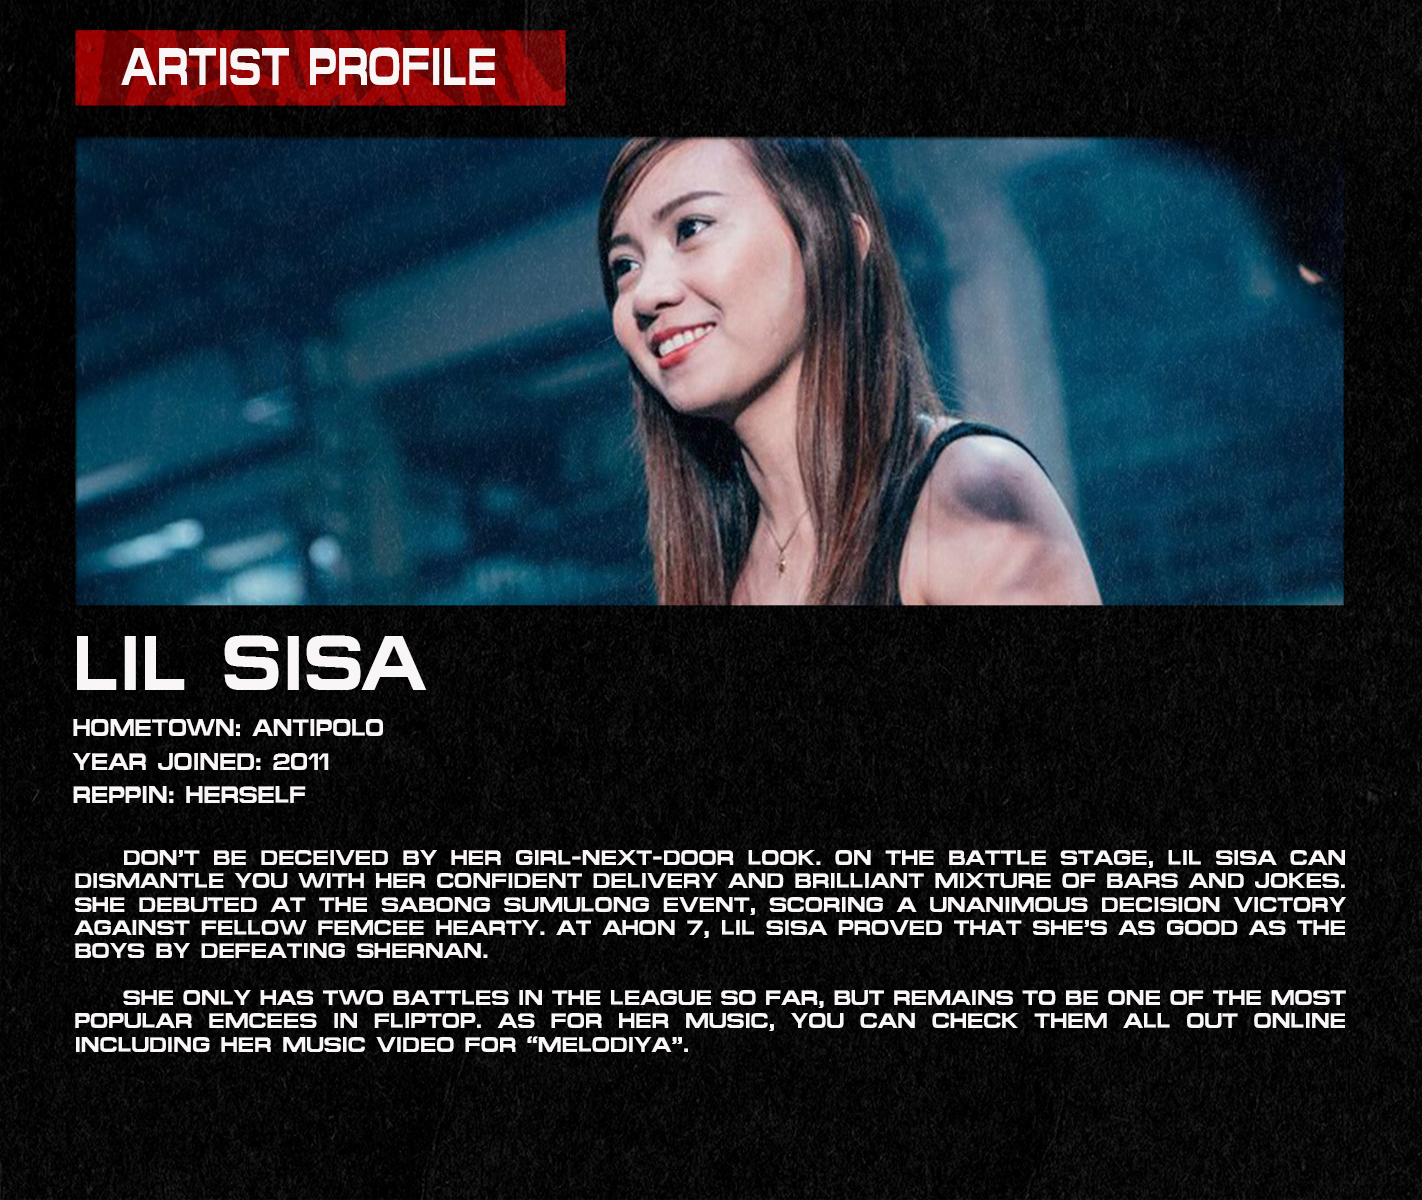 ARTIST PROFILE
LIL SISA
HOMETOWN: ANTIPOLO
YEAR JOINED: 2011
REPPIN: HERSELF
DON'T BE DECEIVED BY HER GIRL-NEXT-DOOR LOOK. ON THE BATTLE STAGE, LIL SISA CAN
DISMANTLE YOU WITH HER CONFIDENT DELIVERY AND BRILLIANT MIXTURE OF BARS AND JOKES.
SHE DEBUTED AT THE SABONG SUMULONG EVENT, SCORING A UNANIMOUS DECISION VICTORY
AGAINST FELLOW FEMCEE HEARTY. AT AHON 7, LIL SISA PROVED THAT SHE'S AS GOOD AS THE
BOYS BY DEFEATING SHERNAN.
SHE ONLY HAS TWO BATTLES IN THE LEAGUE SO FAR, BUT REMAINS TO BE ONE OF THE MOST
POPULAR EMCEES IN FLIPTOP. AS FOR HER MUSIC, YOU CAN CHECK THEM ALL OUT ONLINE
INCLUDING HER MUSIC VIDEO FOR “MELODIYA”.